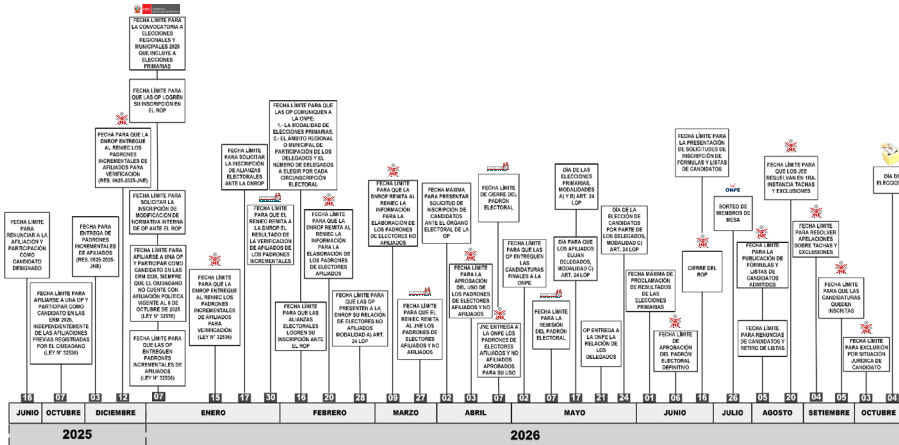 FECHA LÍMITE PARA
LA CONVOCATORIA A
ELECCIONES
REGIONALES Y
MUNICIPALES 2026
QUE INCLUYE A
ELECCIONES
PRIMARIAS
FECHA LÍMITE PARA
QUE LAS OP LOGREN
SU INSCRIPCIÓN EN
EL ROP
FECHA PARA QUE LA
DNROP ENTREGUE
AL RENIEC LOS
PADRONES
INCREMENTALES DE
AFILIADOS PARA
VERIFICACIÓN
(RES. 0625-2025-JNE)
FECHA LÍMITE PARA
SOLICITAR LA
INSCRIPCIÓN DE
MODIFICACIÓN DE
NORMATIVA INTERNA
DE OP ANTE EL ROP
FECHA LÍMITE
PARA
RENUNCIAR A LA
AFILIACIÓN Y
PARTICIPACIÓN
COMO
CANDIDATO
DESIGNADO
FECHA PARA
ENTREGA DE
PADRONES
INCREMENTALES
DE AFILIADOS
(RES. 0625-2025-
JNE)
FECHA LÍMITE PARA
AFILIARSE A UNA OP Y
PARTICIPAR COMO
CANDIDATO EN LAS
ERM 2026, SIEMPRE
QUE EL CIUDADANO
NO CUENTE CON
AFILIACIÓN POLÍTICA
VIGENTE AL 8 DE
OCTUBRE DE 2025
(LEY N° 32536)
FECHA LÍMITE PARA
AFILIARSE A UNA OP Y
PARTICIPAR COMO
CANDIDATO EN LAS
ERM 2026,
INDEPENDIENTEMENTE
DE LAS AFILIACIONES
PREVIAS REGISTRADAS
POR EL CIUDADANO
(LEY N° 32536)
FECHA LÍMITE PARA
QUE LAS OP
ENTREGUEN
PADRONES
INCREMENTALES DE
AFILIADOS
(LEY N° 32536)
FECHA LÍMITE
PARA QUE LA
DNROP ENTREGUE
AL RENIEC LOS
PADRONES
INCREMENTALES
DE AFILIADOS
PARA
VERIFICACIÓN
(LEY N° 32536)
FECHA LÍMITE
PARA SOLICITAR
LA INSCRIPCIÓN
DE ALIANZAS
ELECTORALES
ANTE LA DNROP
FECHA LÍMITE PARA
QUE EL RENIEC
REMITA A LA DNROP
EL RESULTADO DE
LA VERIFICACIÓN
DE AFILIADOS DE
LOS PADRONES
INCREMENTALES
FECHA LÍMITE PARA QUE
LAS OP COMUNIQUEN A
LA ONPE:
1.- LA MODALIDAD DE
ELECCIONES PRIMARIAS.
2.- EL ÁMBITO REGIONAL
O MUNICIPAL DE
PARTICIPACIÓN DE LOS
DELEGADOS Y EL
NÚMERO DE DELEGADOS
A ELEGIR POR CADA
CIRCUNSCRIPCIÓN
ELECTORAL
FECHA LÍMITE
PARA QUE LA
DNROP REMITA AL
RENIEC LA
INFORMACIÓN
PARA LA
ELABORACIÓN DE
LOS PADRONES DE
ELECTORES
AFILIADOS
FECHA LÍMITE
PARA QUE LAS
ALIANZAS
ELECTORALES
LOGREN SU
INSCRIPCIÓN ANTE
EL ROP
FECHA LÍMITE PARA
QUE LAS OP
PRESENTEN A LA
DNROP SU RELACIÓN
DE ELECTORES NO
AFILIADOS
MODALIDAD A) ART.
24 LOP
FECHA LÍMITE
PARA QUE LA
DNROP REMITA AL
RENIEC LA
INFORMACIÓN
PARA LA
ELABORACIÓN DE
LOS PADRONES DE
ELECTORES NO
AFILIADOS
FECHA LÍMITE
PARA QUE EL
RENIEC REMITA
AL JNE LOS
PADRONES DE
ELECTORES
AFILIADOS Y NO
AFILIADOS
FECHA MÁXIMA
PARA PRESENTAR
SOLICITUD DE
INSCRIPCIÓN DE
CANDIDATOS
ANTE EL ÓRGANO
ELECTORAL DE LA
OP
FECHA LÍMITE
PARA LA
APROBACIÓN
DEL USO DE LOS
PADRONES DE
ELECTORES
AFILIADOS Y NO
AFILIADOS
FECHA LÍMITE
DE CIERRE DEL
PADRÓN
ELECTORAL
JNE ENTREGA A
LA ONPE LOS
PADRONES DE
ELECTORES
AFILIADOS Y NO
AFILIADOS
APROBADOS
PARA SU USO
FECHA LÍMITE
PARA QUE LAS
OP ENTREGUEN
LAS
CANDIDATURAS
FINALES A LA
ONPE
FECHA LÍMITE
PARA LA
REMISIÓN
DEL PADRÓN
ELECTORAL
DÍA DE LAS
ELECCIONES
PRIMARIAS,
MODALIDADES
A) Y B) ART. 24
LOP
DÍA PARA QUE
LOS AFILIADOS
ELIJAN
DELEGADOS,
MODALIDAD C)
ART. 24 LOP
OP ENTREGA A
LA ONPE LA
RELACIÓN DE
LOS
DELEGADOS
DÍA DE LA
ELECCIÓN DE
CANDIDATOS
POR PARTE DE
LOS DELEGADOS,
MODALIDAD C)
ART. 24 LOP
FECHA MÁXIMA DE
PROCLAMACIÓN
DE RESULTADOS
DE LAS
ELECCIONES
PRIMARIAS
FECHA
LÍMITE DE
APROBACIÓN
DEL PADRÓN
ELECTORAL
DEFINITIVO
FECHA LÍMITE PARA
LA PRESENTACIÓN
DE SOLICITUDES DE
INSCRIPCIÓN DE
FÓRMULAS Y LISTAS
DE CANDIDATOS
CIERRE DEL
ROP
ONPE
SORTEO DE
MIEMBROS DE
MESA
FECHA LÍMITE
PARA LA
PUBLICACIÓN DE
FÓRMULAS Y
LISTAS DE
CANDIDATOS
ADMITIDOS
FECHA LÍMITE
PARA RENUNCIAS
DE CANDIDATOS Y
RETIRO DE LISTAS
FECHA LÍMITE PARA
QUE LOS JEE
RESUELVAN EN 1RA.
INSTANCIA TACHAS
Y EXCLUSIONES
FECHA LÍMITE
PARA RESOLVER
APELACIONES
SOBRE TACHAS Y
EXCLUSIONES
FECHA LÍMITE
PARA QUE LAS
CANDIDATURAS
QUEDEN
INSCRITAS
FECHA LÍMITE
PARA EXCLUSIÓN
POR SITUACIÓN
JURÍDICA DE
CANDIDATO
DÍA DE
ELECCION
16 07 03 12 07 15 17 30 16 20 28 09 27 02 03 07 02 07 17 21 24 01 06 16 26 05 20 04 05 03 04
JUNIO OCTUBRE DICIEMBRE ENERO FEBRERO MARZO ABRIL MAYO JUNIO JULIO AGOSTO SETIEMBRE OCTUBRE
2025 2026